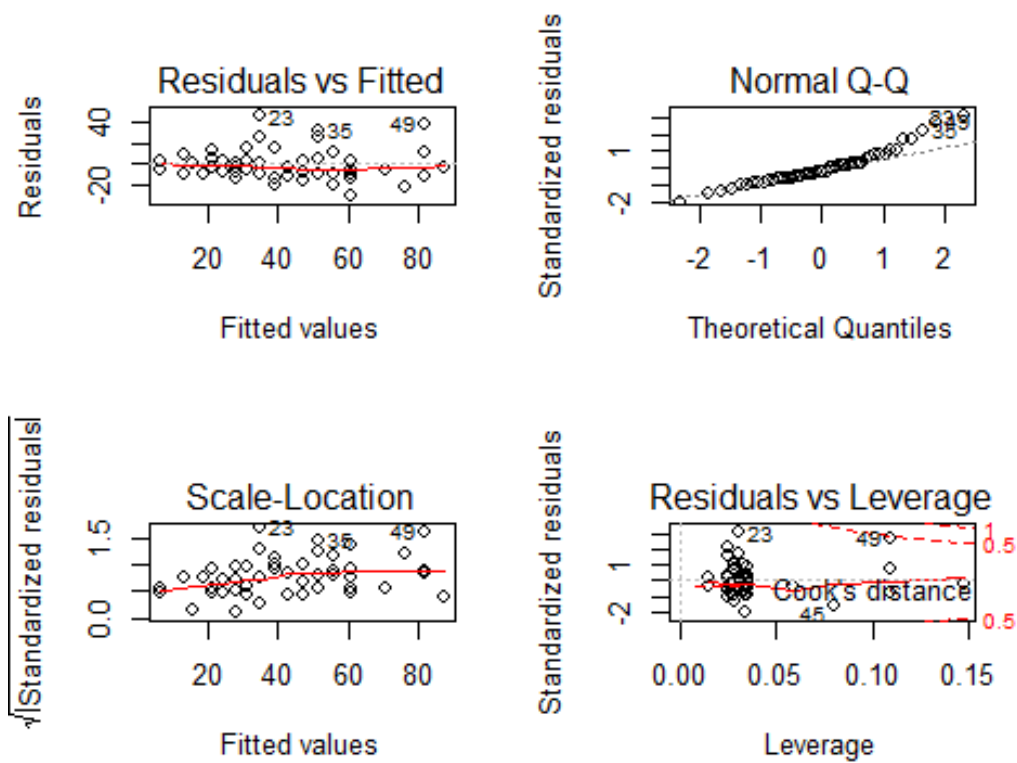 Residuals vs Fitted
Residuals
40
-20
23
35
49
20 40 60 80
Fitted values
Normal Q-Q
Standardized residuals
1
-2
35
-2 -1 0 1 2
Theoretical Quantiles
Scale-Location
√|Standardized residuals|
1.5
0.0
23
35
49
20 40 60 80
Fitted values
Residuals vs Leverage
Standardized residuals
1
-2
23
49
45
Cook's distance
1
0.5
0.5
0.00 0.05 0.10 0.15
Leverage